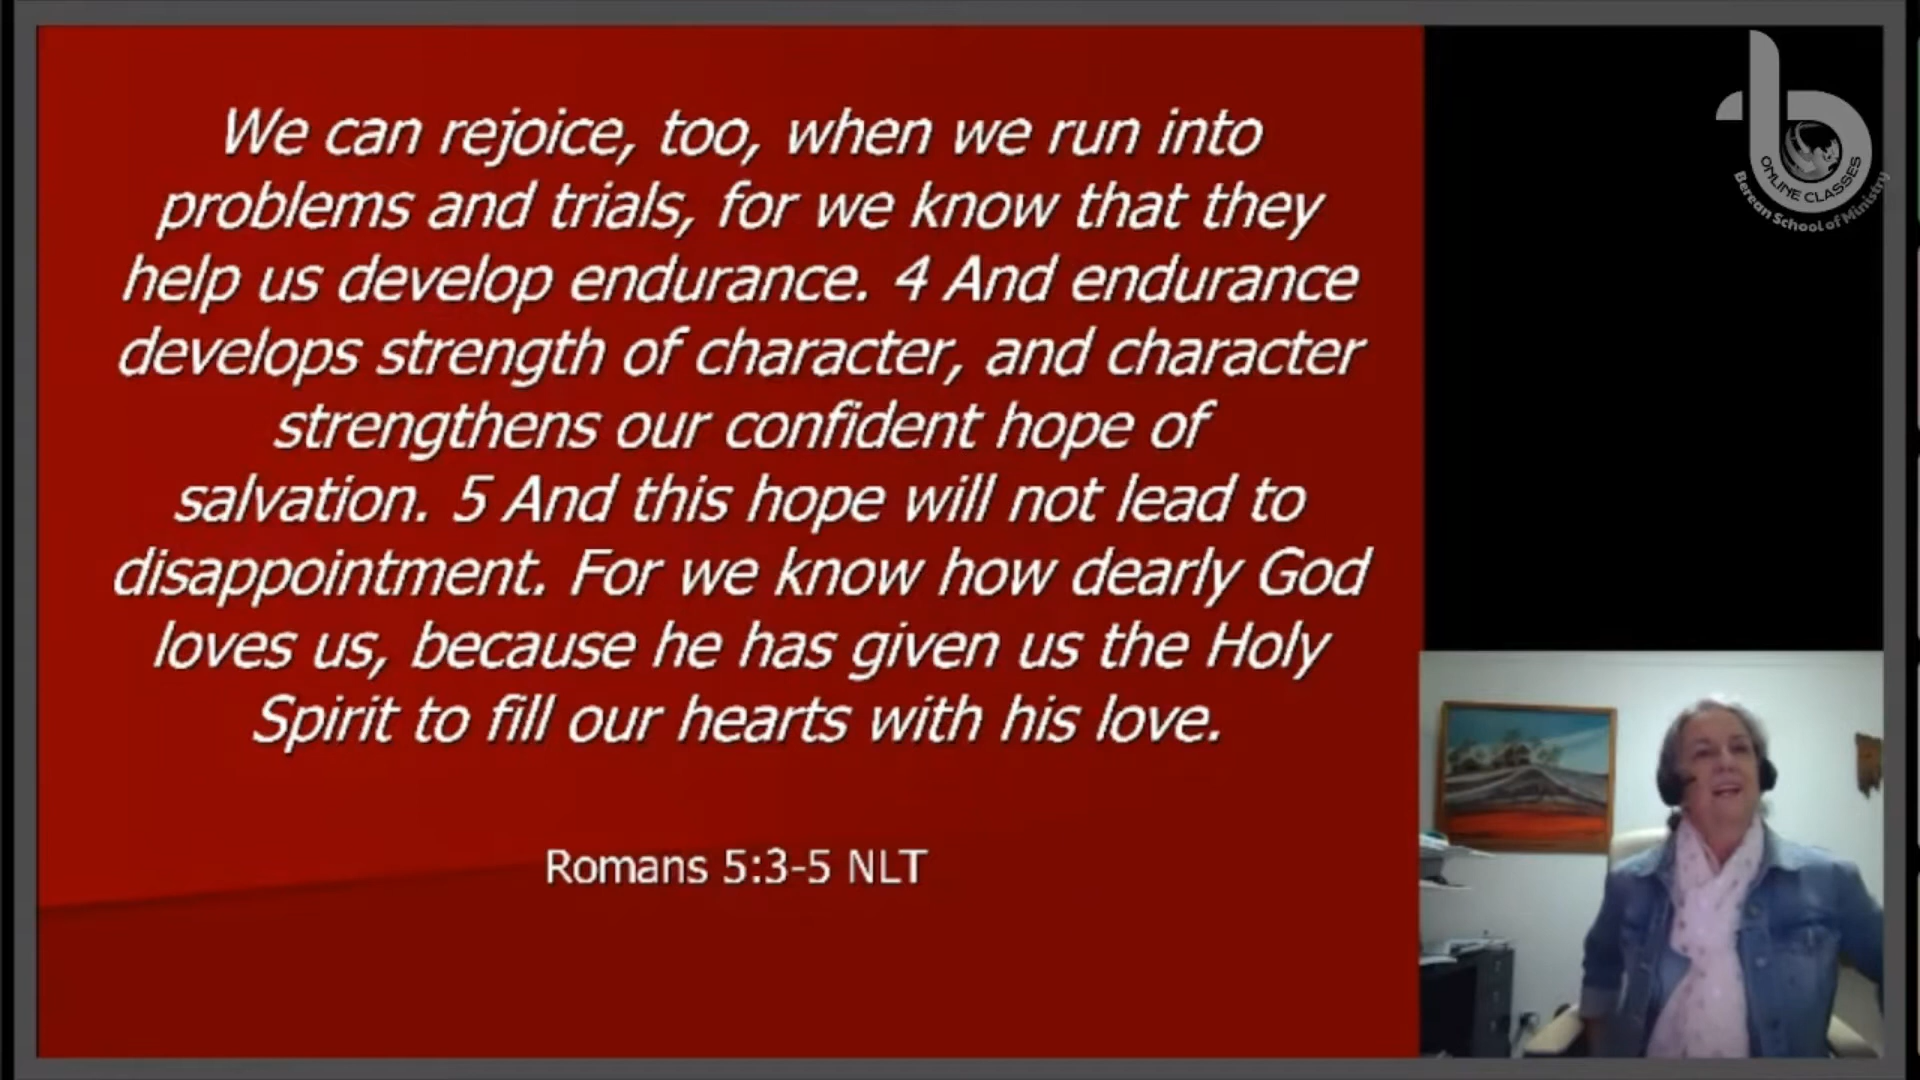 We can rejoice, too, when we run into
problems and trials, for we know that they
help us develop endurance. 4 And endurance
develops strength of character, and character
strengthens our confident hope of
salvation. 5 And this hope will not lead to
disappointment. For we know how dearly God
loves us, because he has given us the Holy
Spirit to fill our hearts with his love.
Romans 5:3-5 NLT
b
ONLINE CLASSES
Berean School of Ministry